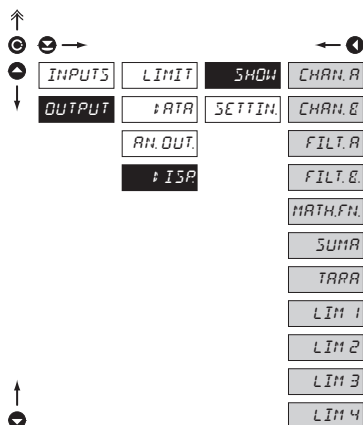 INPUTS LIMIT SHOW CHAN. A
OUTPUT DATA SETTIN. CHAN. B
AN. OUT. FILT. A
DISP. FILT. B.
MATH.FN.
SUMA
TARA
LIM 1
LIM 2
LIM 3
LIM 4